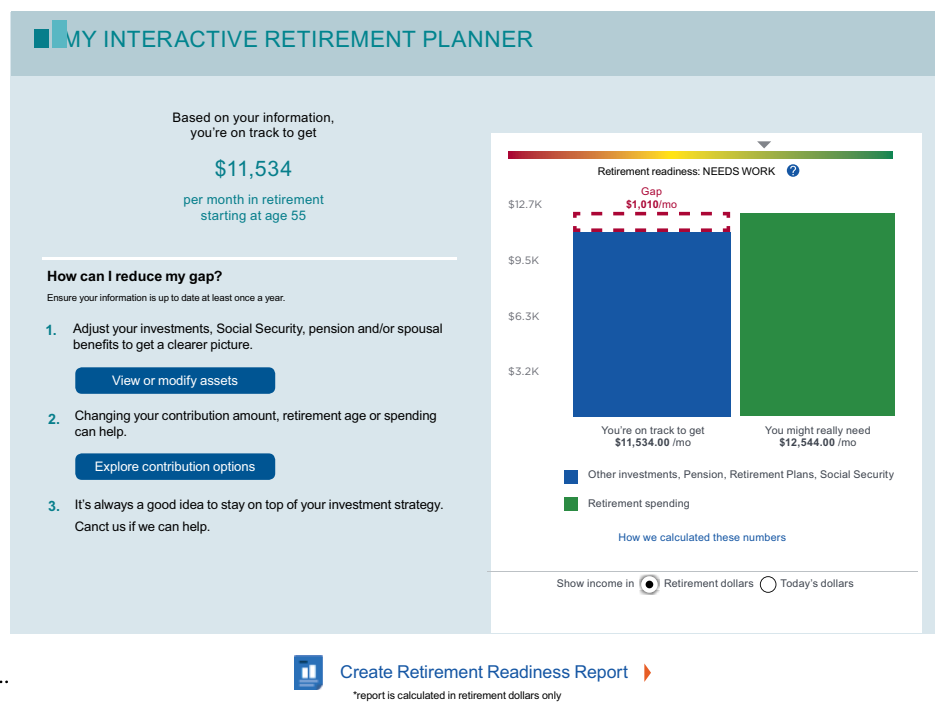 MY INTERACTIVE RETIREMENT PLANNER
Based on your information,
you're on track to get
$11,534
per month in retirement
starting at age 55
How can I reduce my gap?
Ensure your information is up to date at least once a year.
1. Adjust your investments, Social Security, pension and/or spousal
benefits to get a clearer picture.
View or modify assets
2. Changing your contribution amount, retirement age or spending
can help.
Explore contribution options
3. It's always a good idea to stay on top of your investment strategy.
Canct us if we can help.
Retirement readiness: NEEDS WORK ?
Gap
$1,010/mo
$12.7K
$9.5K
$6.3K
$3.2K
You're on track to get
$11,534.00 /mo
You might really need
$12,544.00 /mo
Other investments, Pension, Retirement Plans, Social Security
Retirement spending
How we calculated these numbers
Show income in Retirement dollars Today's dollars
..
Create Retirement Readiness Report
*report is calculated in retirement dollars only